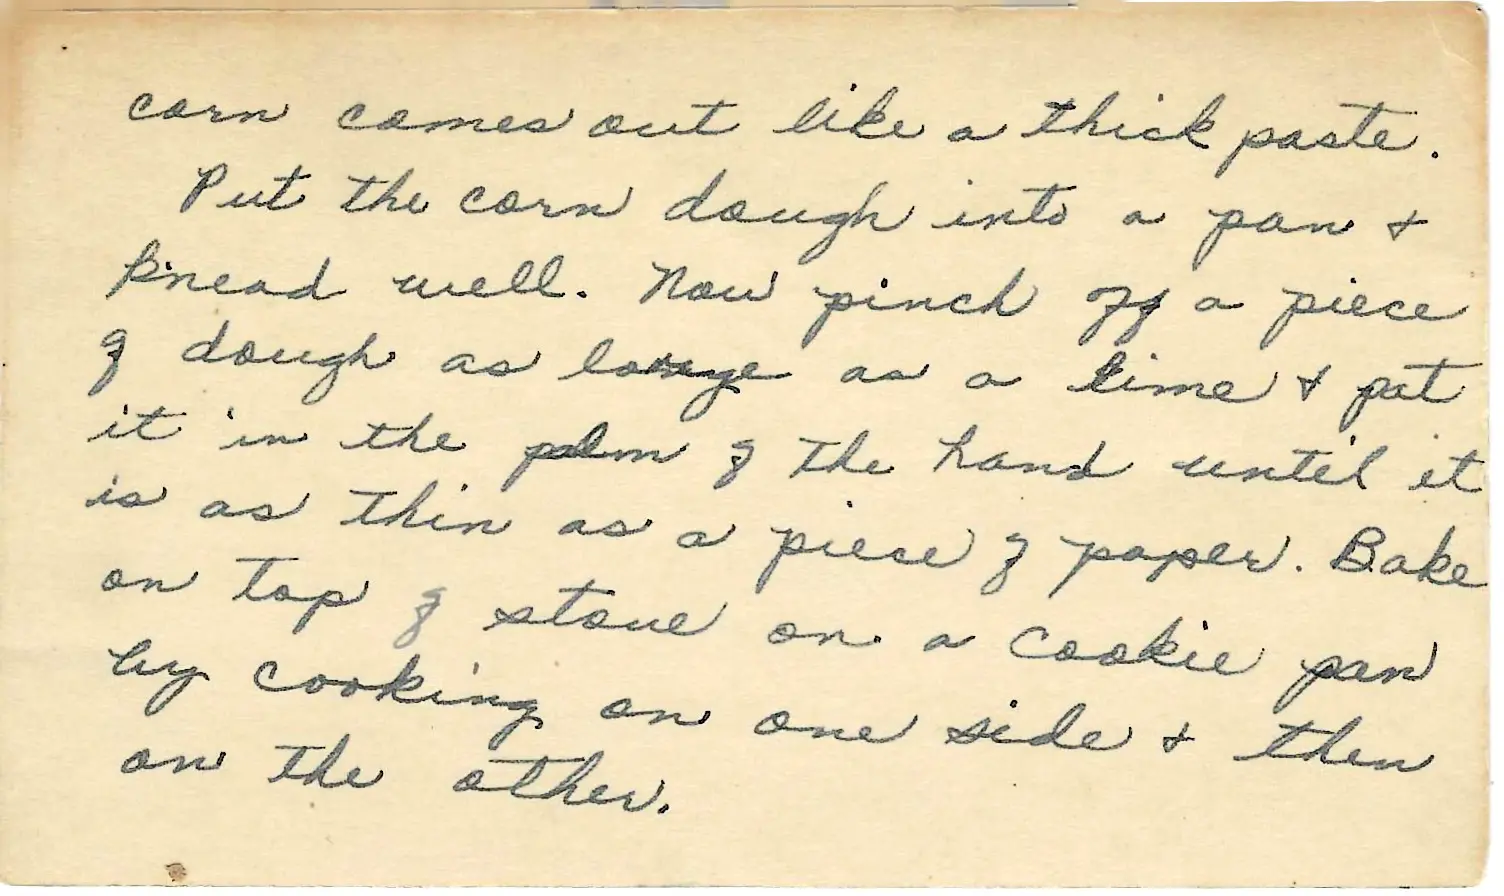 corn comes out like a thick paste.
Put the corn dough into a pan &
knead well. Now pinch off a piece
of dough as large as a lime & pat
it in the palm of the hand until it
is as thin as a piece of paper. Bake
on top of stove on a cookie pan
by cooking on one side & then
on the other.